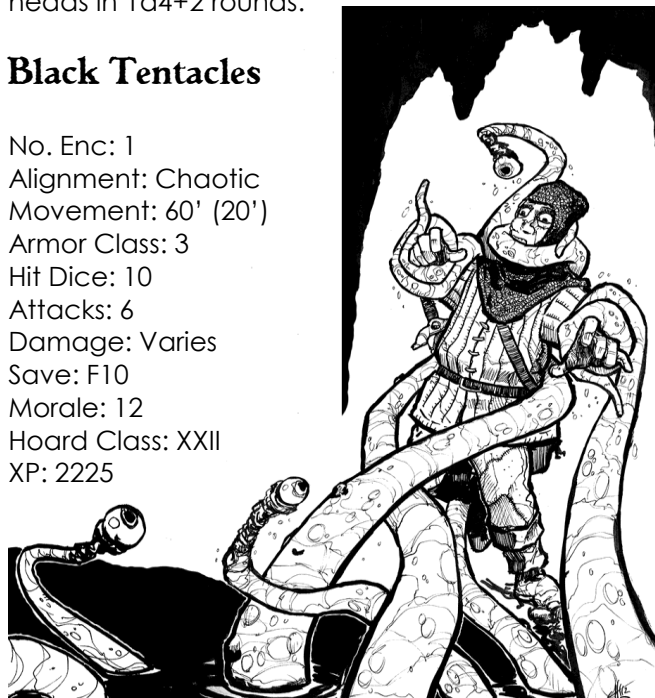 heads in 1d4+2 rounds.
Black Tentacles
No. Enc: 1
Alignment: Chaotic
Movement: 60’ (20’)
Armor Class: 3
Hit Dice: 10
Attacks: 6
Damage: Varies
Save: F10
Morale: 12
Hoard Class: XXII
XP: 2225